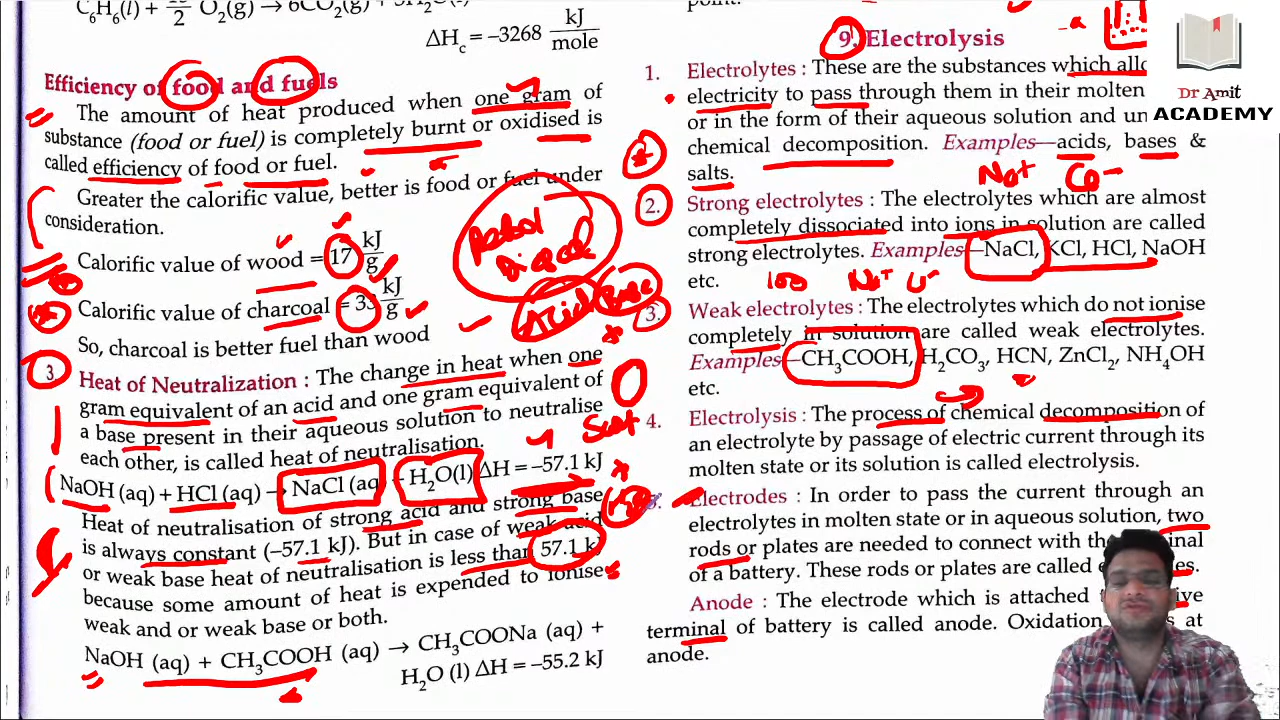 C₆H₆(l) + O₂(g) → 6CO₂(g) +
2
ΔH_c = –3268 kJ/mole
Efficiency of food and fuels
The amount of heat produced when one gram of
substance (food or fuel) is completely burnt or oxidised is
called efficiency of food or fuel.
Greater the calorific value, better is food or fuel under
consideration.
Calorific value of wood = 17 kJ/g
Calorific value of charcoal = 33 kJ/g
So, charcoal is better fuel than wood
3
Heat of Neutralization : The change in heat when one
gram equivalent of an acid and one gram equivalent of
a base present in their aqueous solution to neutralise
each other, is called heat of neutralisation.
NaOH (aq) + HCl (aq) → NaCl (aq) + H₂O(l) ΔH = –57.1 kJ
Heat of neutralisation of strong acid and strong base
is always constant (–57.1 kJ). But in case of weak acid
or weak base heat of neutralisation is less than 57.1 k
because some amount of heat is expended to ionise
weak and or weak base or both.
NaOH (aq) + CH₃COOH (aq) → CH₃COONa (aq) +
H₂O (l) ΔH = –55.2 kJ
Acid Base
point.
9. Electrolysis
1. Electrolytes : These are the substances which allo
electricity to pass through them in their molten
or in the form of their aqueous solution and un
chemical decomposition. Examples—acids, bases &
salts.
Na+
2. Strong electrolytes : The electrolytes which are almost
completely dissociated into ions in solution are called
strong electrolytes. Examples—NaCl, KCl, HCl, NaOH
etc.
100 Na+
3. Weak electrolytes : The electrolytes which do not ionise
completely in solution are called weak electrolytes.
Examples—CH₃COOH, H₂CO₃, HCN, ZnCl₂, NH₄OH
etc.
4. Electrolysis : The process of chemical decomposition of
an electrolyte by passage of electric current through its
molten state or its solution is called electrolysis.
Electrodes : In order to pass the current through an
electrolytes in molten state or in aqueous solution, two
rods or plates are needed to connect with the inal
of a battery. These rods or plates are called e es.
Anode : The electrode which is attached t ive
terminal of battery is called anode. Oxidation s at
anode.
Dr Amit
ACADEMY